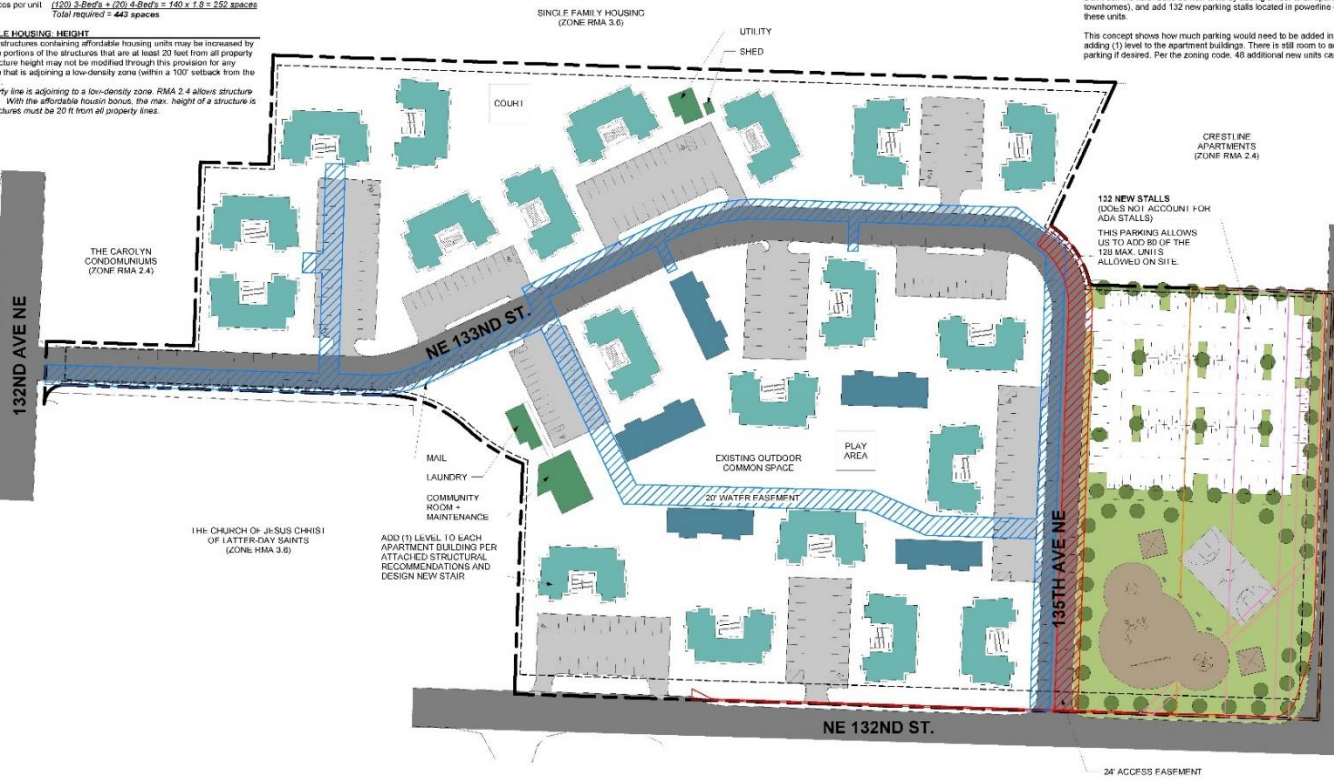 per unit (120) 3-Bed's + (20) 4-Bed's = 140 x 1.8 = 252 spaces
Total required = 443 spaces
HOUSING: HEIGHT
structures containing affordable housing units may be increased by
portions of the structures that are at least 20 feet from all property
height may not be modified through this provision for any
that is adjoining a low-density zone (within a 100' setback from the
line is adjoining to a low-density zone. RMA 2.4 allows structure
With the affordable housin bonus, the max. height of a structure is
must be 20 ft from all property lines.
SINGLE FAMILY HOUSING
(ZONE RMA 3.6)
UTILITY
SHED
COURT
townhomes), and add 132 new parking stalls located in powerline
these units.
This concept shows how much parking would need to be added in
adding (1) level to the apartment buildings. There is still room to
parking if desired. Per the zoning code, 48 additional new units
CRESTLINE
APARTMENTS
(ZONE RMA 2.4)
132 NEW STALLS
(DOES NOT ACCOUNT FOR
ADA STALLS)
THIS PARKING ALLOWS
US TO ADD 80 OF THE
128 MAX. UNITS
ALLOWED ON SITE.
THE CAROLYN
CONDOMIUMS
(ZONE RMA 2.4)
132ND AVE NE
NE 133ND ST.
MAIL
LAUNDRY
COMMUNITY
ROOM +
MAINTENANCE
EXISTING OUTDOOR
COMMON SPACE
PLAY
AREA
20' WATER EASEMENT
THE CHURCH OF JESUS CHRIST
OF LATTER-DAY SAINTS
(ZONE RMA 3.6)
ADD (1) LEVEL TO EACH
APARTMENT BUILDING PER
ATTACHED STRUCTURAL
RECOMMENDATIONS AND
DESIGN NEW STAIR
135TH AVE NE
NE 132ND ST.
24' ACCESS EASEMENT